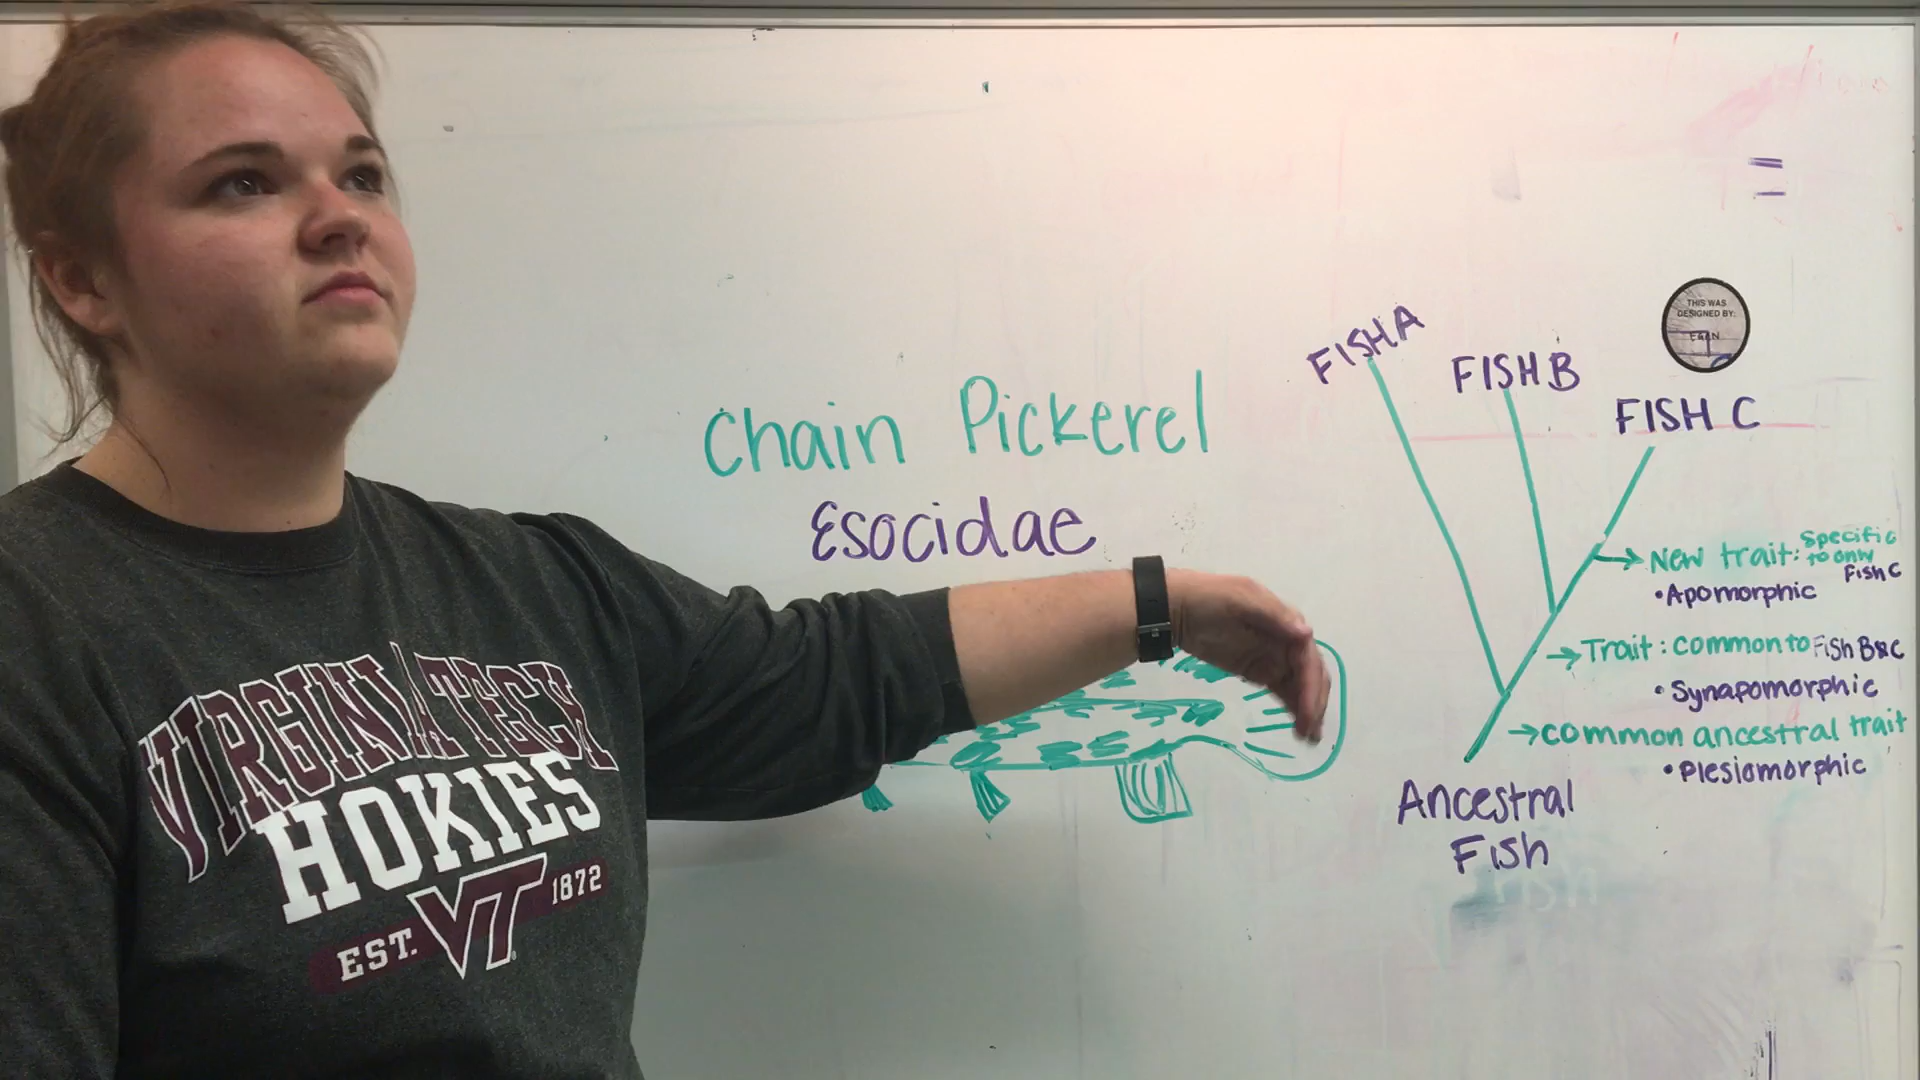 Chain Pickerel
Esocidae
FISH A
FISH B
FISH C
THIS WAS
DESIGNED BY:
EGAN
→ New trait: Specific
to only
Fish C
• Apomorphic
→ Trait: common to Fish B&C
• Synapomorphic
→ common ancestral trait
• Plesiomorphic
Ancestral
Fish
VIRGINIA TECH
HOKIES
VT
EST. 1872